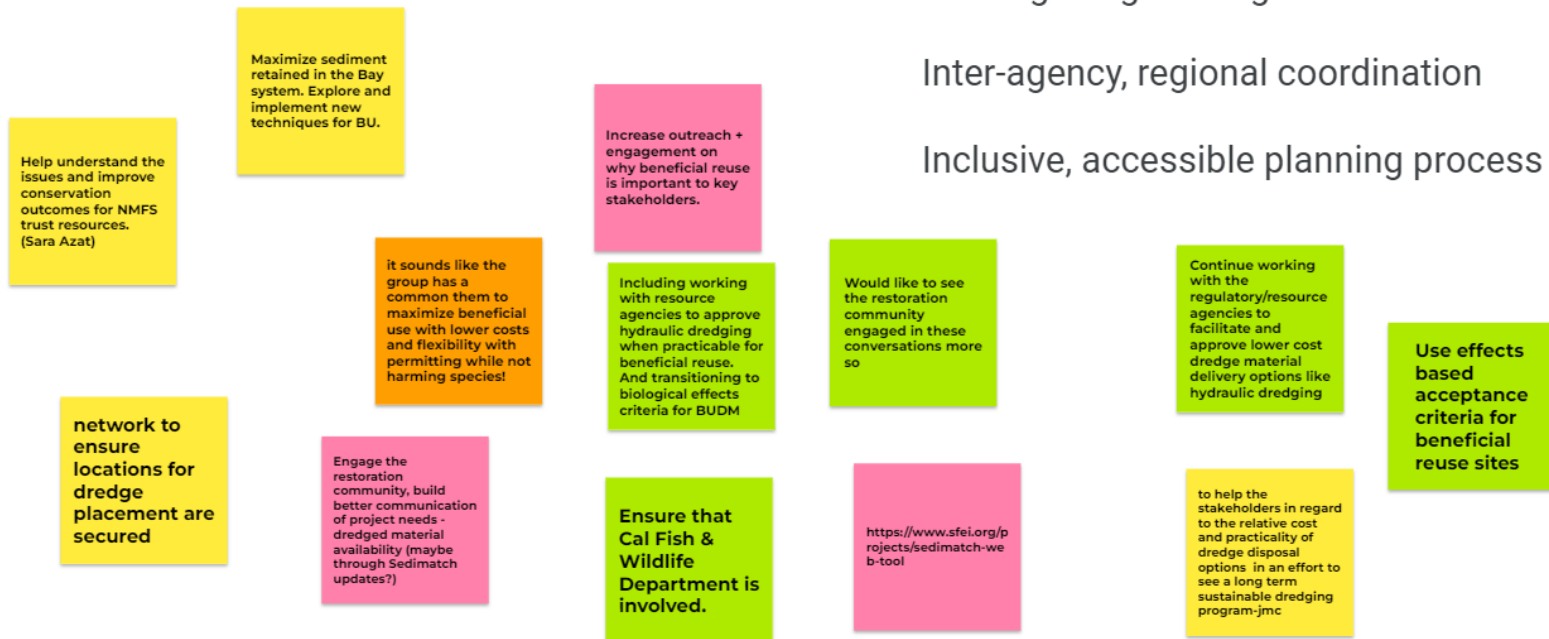 Inter-agency, regional coordination
Inclusive, accessible planning process
Maximize sediment
retained in the Bay
system. Explore and
implement new
techniques for BU.
Help understand the
issues and improve
conservation
outcomes for NMFS
trust resources.
(Sara Azat)
Increase outreach +
engagement on
why beneficial reuse
is important to key
stakeholders.
it sounds like the
group has a
common them to
maximize beneficial
use with lower costs
and flexibility with
permitting while not
harming species!
Including working
with resource
agencies to approve
hydraulic dredging
when practicable for
beneficial reuse.
And transitioning to
biological effects
criteria for BUDM
Would like to see
the restoration
community
engaged in these
conversations more
so
Continue working
with the
regulatory/resource
agencies to
facilitate and
approve lower cost
dredge material
delivery options like
hydraulic dredging
Use effects
based
acceptance
criteria for
beneficial
reuse sites
network to
ensure
locations for
dredge
placement are
secured
Engage the
restoration
community, build
better communication
of project needs -
dredged material
availability (maybe
through Sedimatch
updates?)
Ensure that
Cal Fish &
Wildlife
Department is
involved.
https://www.sfei.org/p
rojects/sedimatch-we
b-tool
to help the
stakeholders in regard
to the relative cost
and practicality of
dredge disposal
options in an effort to
see a long term
sustainable dredging
program-jmc